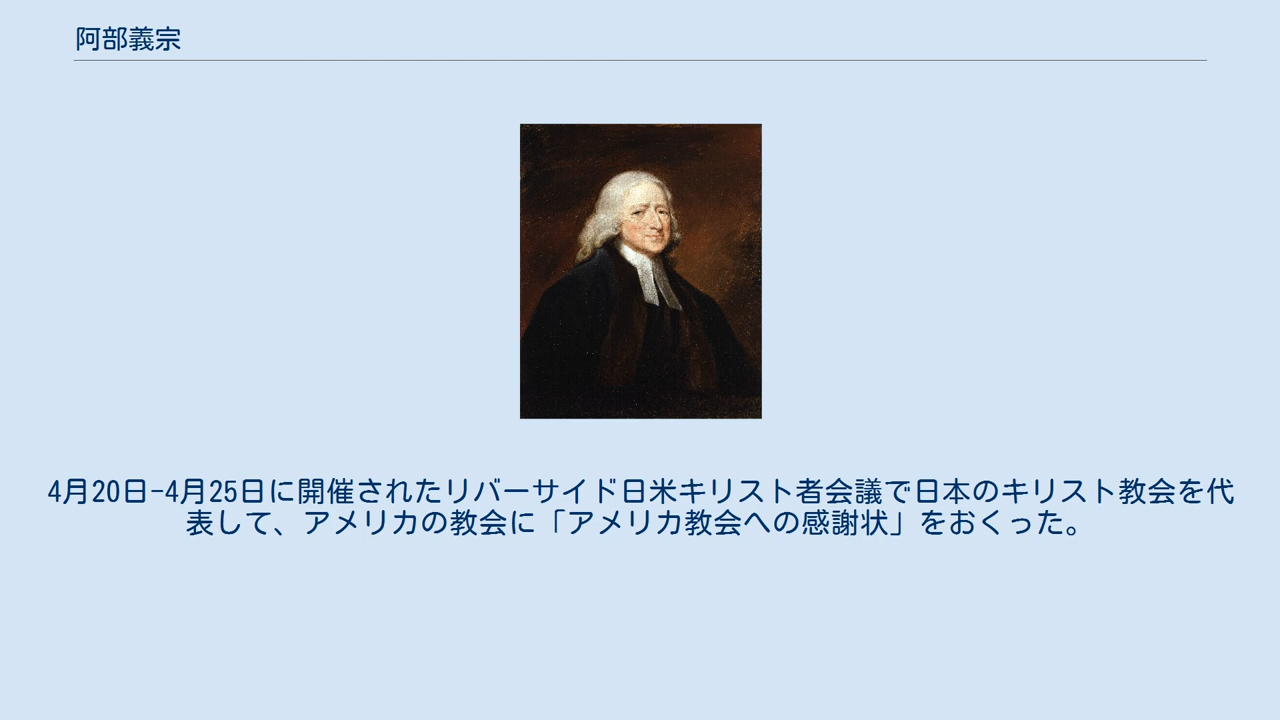 阿部義宗
4月20日-4月25日に開催されたリバーサイド日米キリスト者会議で日本のキリスト教会を代
表して、アメリカの教会に「アメリカ教会への感謝状」をおくった。